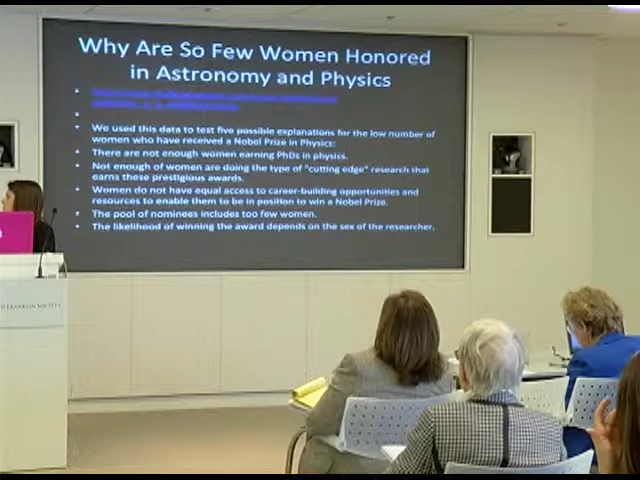 Why Are So Few Women Honored
in Astronomy and Physics
• We used this data to test five possible explanations for the low number of
women who have received a Nobel Prize in Physics:
• There are not enough women earning PhDs in physics.
• Not enough of women are doing the type of "cutting edge" research that
earns these prestigious awards.
• Women do not have equal access to career-building opportunities and
resources to enable them to be in position to win a Nobel Prize.
• The pool of nominees includes too few women.
• The likelihood of winning the award depends on the sex of the researcher.
FRANKLIN SOCIETY